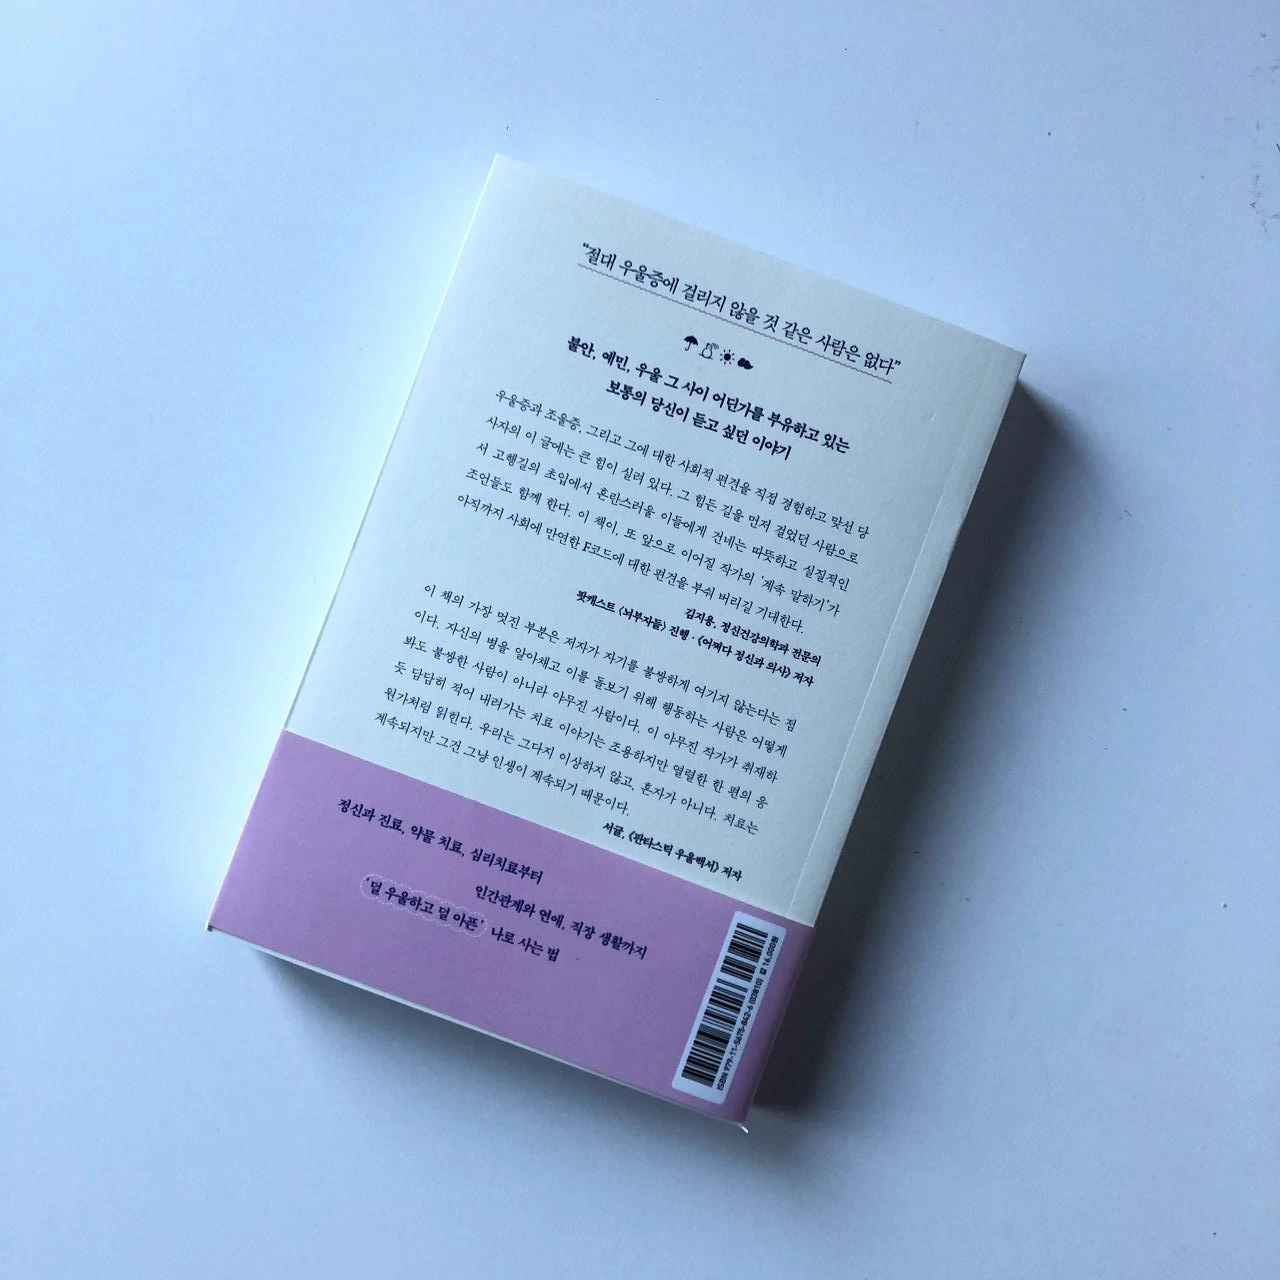 “절대 우울증에 걸리지 않을 것 같은 사람은 없다”
불안, 예민, 우울 그 사이 어딘가를 부유하고 있는
보통의 당신이 듣고 싶던 이야기
우울증과 조울증, 그리고 그에 대한 사회적 편견을 직접 경험하고 맞선 당
사자의 이 글에는 큰 힘이 실려 있다. 그 힘든 길을 먼저 걸었던 사람으로
서 고행길의 초입에서 혼란스러울 이들에게 건네는 따뜻하고 실질적인
조언들도 함께 한다. 이 책이, 또 앞으로 이어질 작가의 ‘계속 말하기’가
아직까지 사회에 만연한 F코드에 대한 편견을 부숴 버리길 기대한다.
김지용, 정신건강의학과 전문의
팟캐스트 〈뇌부자들〉 진행 · 《어쩌다 정신과 의사》 저자
이 책의 가장 멋진 부분은 저자가 자기를 불쌍하게 여기지 않는다는 점
이다. 자신의 병을 알아채고 이를 돌보기 위해 행동하는 사람은 어떻게
봐도 불쌍한 사람이 아니라 야무진 사람이다. 이 야무진 작가가 취재하
듯 담담히 적어 내려가는 치료 이야기는 조용하지만 열렬한 한 편의 응
원가처럼 읽힌다. 우리는 그다지 이상하지 않고, 혼자가 아니다. 치료는
계속되지만 그건 그냥 인생이 계속되기 때문이다.
서귤, 《판타스틱 우울백서》 저자
정신과 진료, 약물 치료, 심리치료부터
인간관계와 연애, 직장 생활까지
‘덜 우울하고 덜 아픈’ 나로 사는 법
ISBN 979-11-5675-842-6 (03810) 값 16,000원